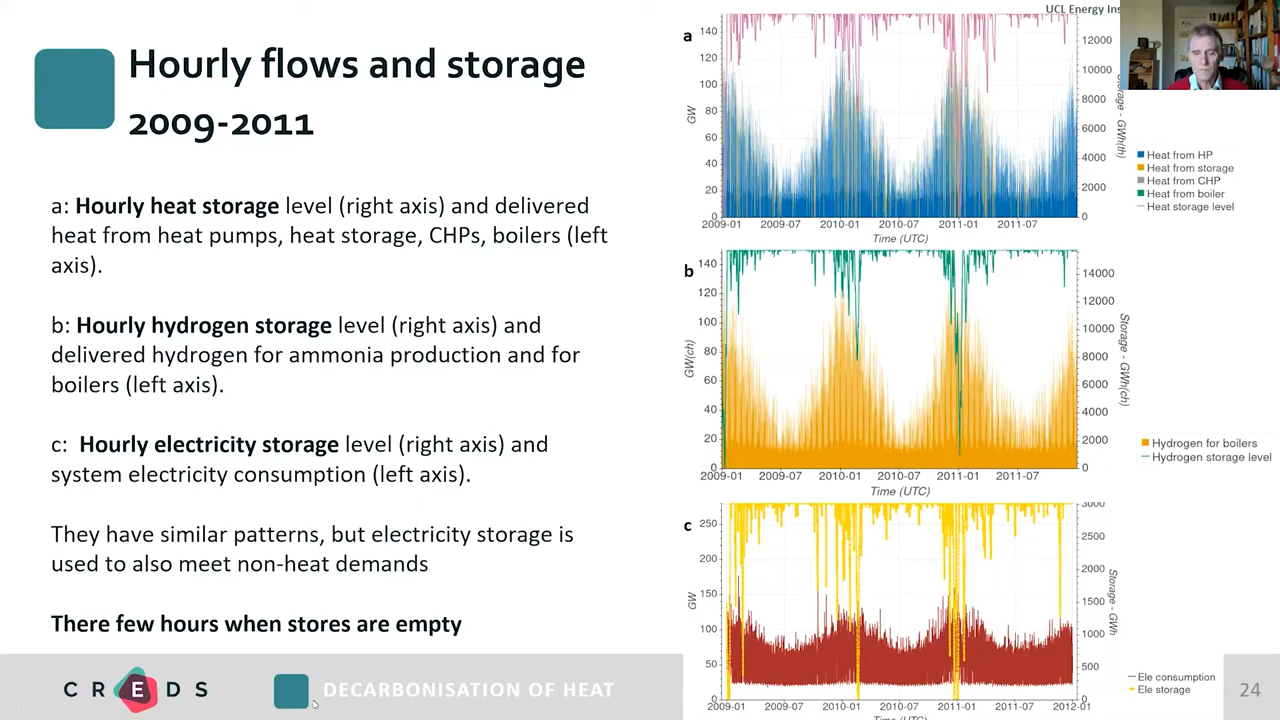 Hourly flows and storage
2009-2011
a: Hourly heat storage level (right axis) and delivered
heat from heat pumps, heat storage, CHPs, boilers (left
axis).
b: Hourly hydrogen storage level (right axis) and
delivered hydrogen for ammonia production and for
boilers (left axis).
c: Hourly electricity storage level (right axis) and
system electricity consumption (left axis).
They have similar patterns, but electricity storage is
used to also meet non-heat demands
There few hours when stores are empty
CREDS
DECARBONISATION OF HEAT
24
UCL Energy
a
140
120
100
80
60
40
20
0
GW
12000
10000
8000
6000
4000
2000
0
Storage - GWh(th)
2009-01 2009-07 2010-01 2010-07 2011-01 2011-07
Time (UTC)
Heat from HP
Heat from storage
Heat from CHP
Heat from boiler
Heat storage level
b
140
120
100
80
60
40
20
0
GW(ch)
14000
12000
10000
8000
6000
4000
2000
0
Storage - GWh(ch)
2009-01 2009-07 2010-01 2010-07 2011-01 2011-07
Time (UTC)
Hydrogen for boilers
Hydrogen storage level
c
250
200
150
100
50
0
GW
3000
2500
2000
1500
1000
500
0
Storage - GWh
2009-01 2009-07 2010-01 2010-07 2011-01 2011-07 2012-01
Time (UTC)
Ele consumption
Ele storage